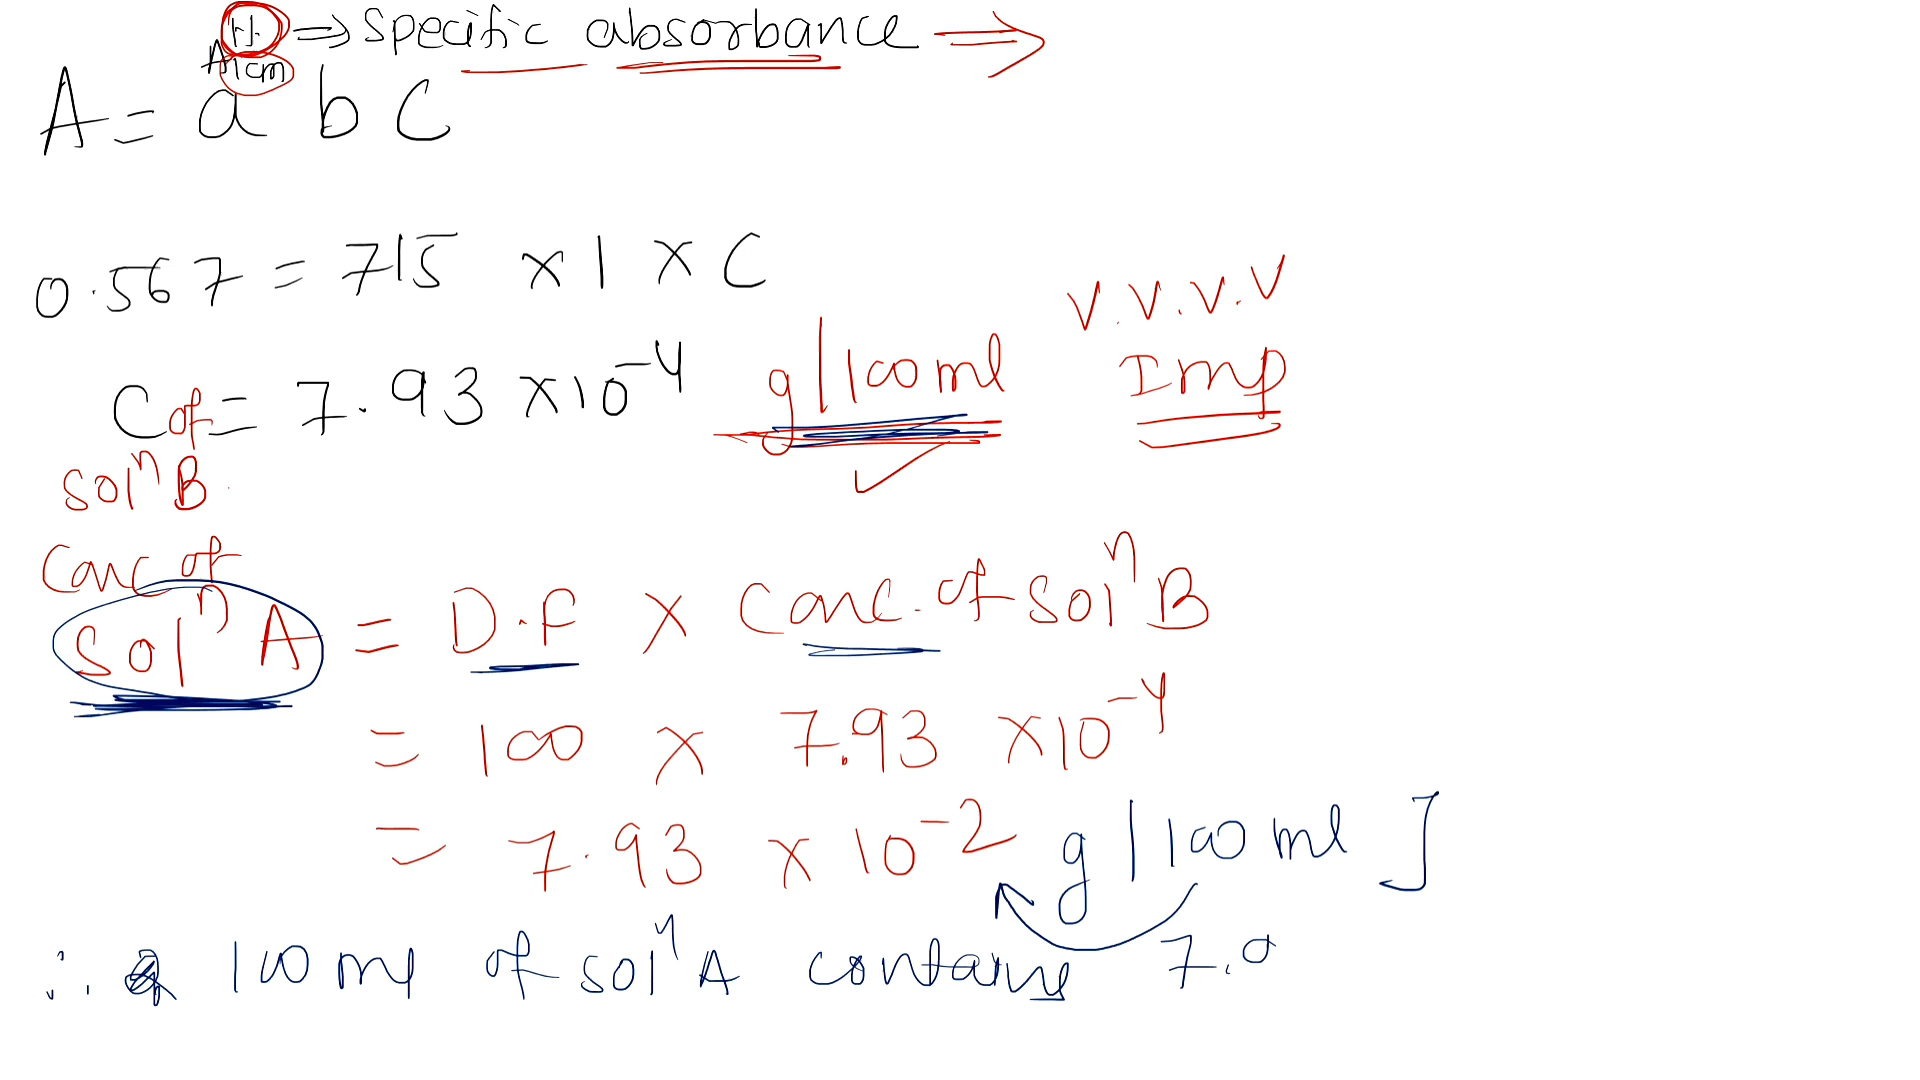 A 1% 1cm ⇒ Specific absorbance ⇒
A = a b c
0.567 = 715 × 1 × C
C of = 7.93 × 10⁻⁴ g/100 ml
V.V.V.V
Imp
solⁿ B
Conc of
Solⁿ A = D.F × Conc. of Solⁿ B
= 100 × 7.93 × 10⁻⁴
= 7.93 × 10⁻² g/100 ml ]
∴ 100 ml of solⁿ A contains 7.